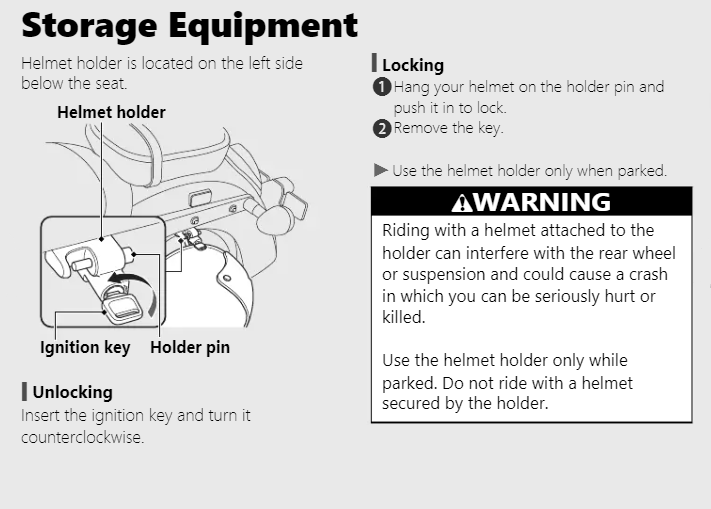 Storage Equipment
Helmet holder is located on the left side
below the seat.
Helmet holder
Ignition key
Holder pin
Unlocking
Insert the ignition key and turn it
counterclockwise.
Locking
1 Hang your helmet on the holder pin and
push it in to lock.
2 Remove the key.
▶ Use the helmet holder only when parked.
⚠WARNING
Riding with a helmet attached to the
holder can interfere with the rear wheel
or suspension and could cause a crash
in which you can be seriously hurt or
killed.
Use the helmet holder only while
parked. Do not ride with a helmet
secured by the holder.